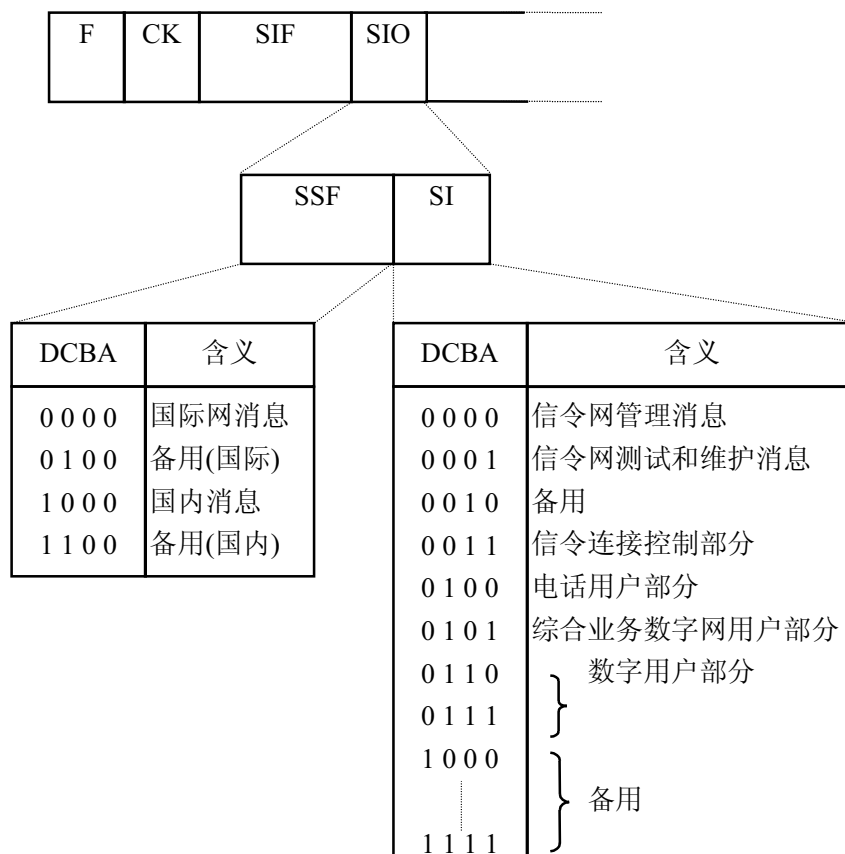 F CK SIF SIO
SSF SI
DCBA 含义
0 0 0 0 国际网消息
0 1 0 0 备用(国际)
1 0 0 0 国内消息
1 1 0 0 备用(国内)
DCBA 含义
0 0 0 0 信令网管理消息
0 0 0 1 信令网测试和维护消息
0 0 1 0 备用
0 0 1 1 信令连接控制部分
0 1 0 0 电话用户部分
0 1 0 1 综合业务数字网用户部分
0 1 1 0 数字用户部分
0 1 1 1
1 0 0 0
备用
1 1 1 1